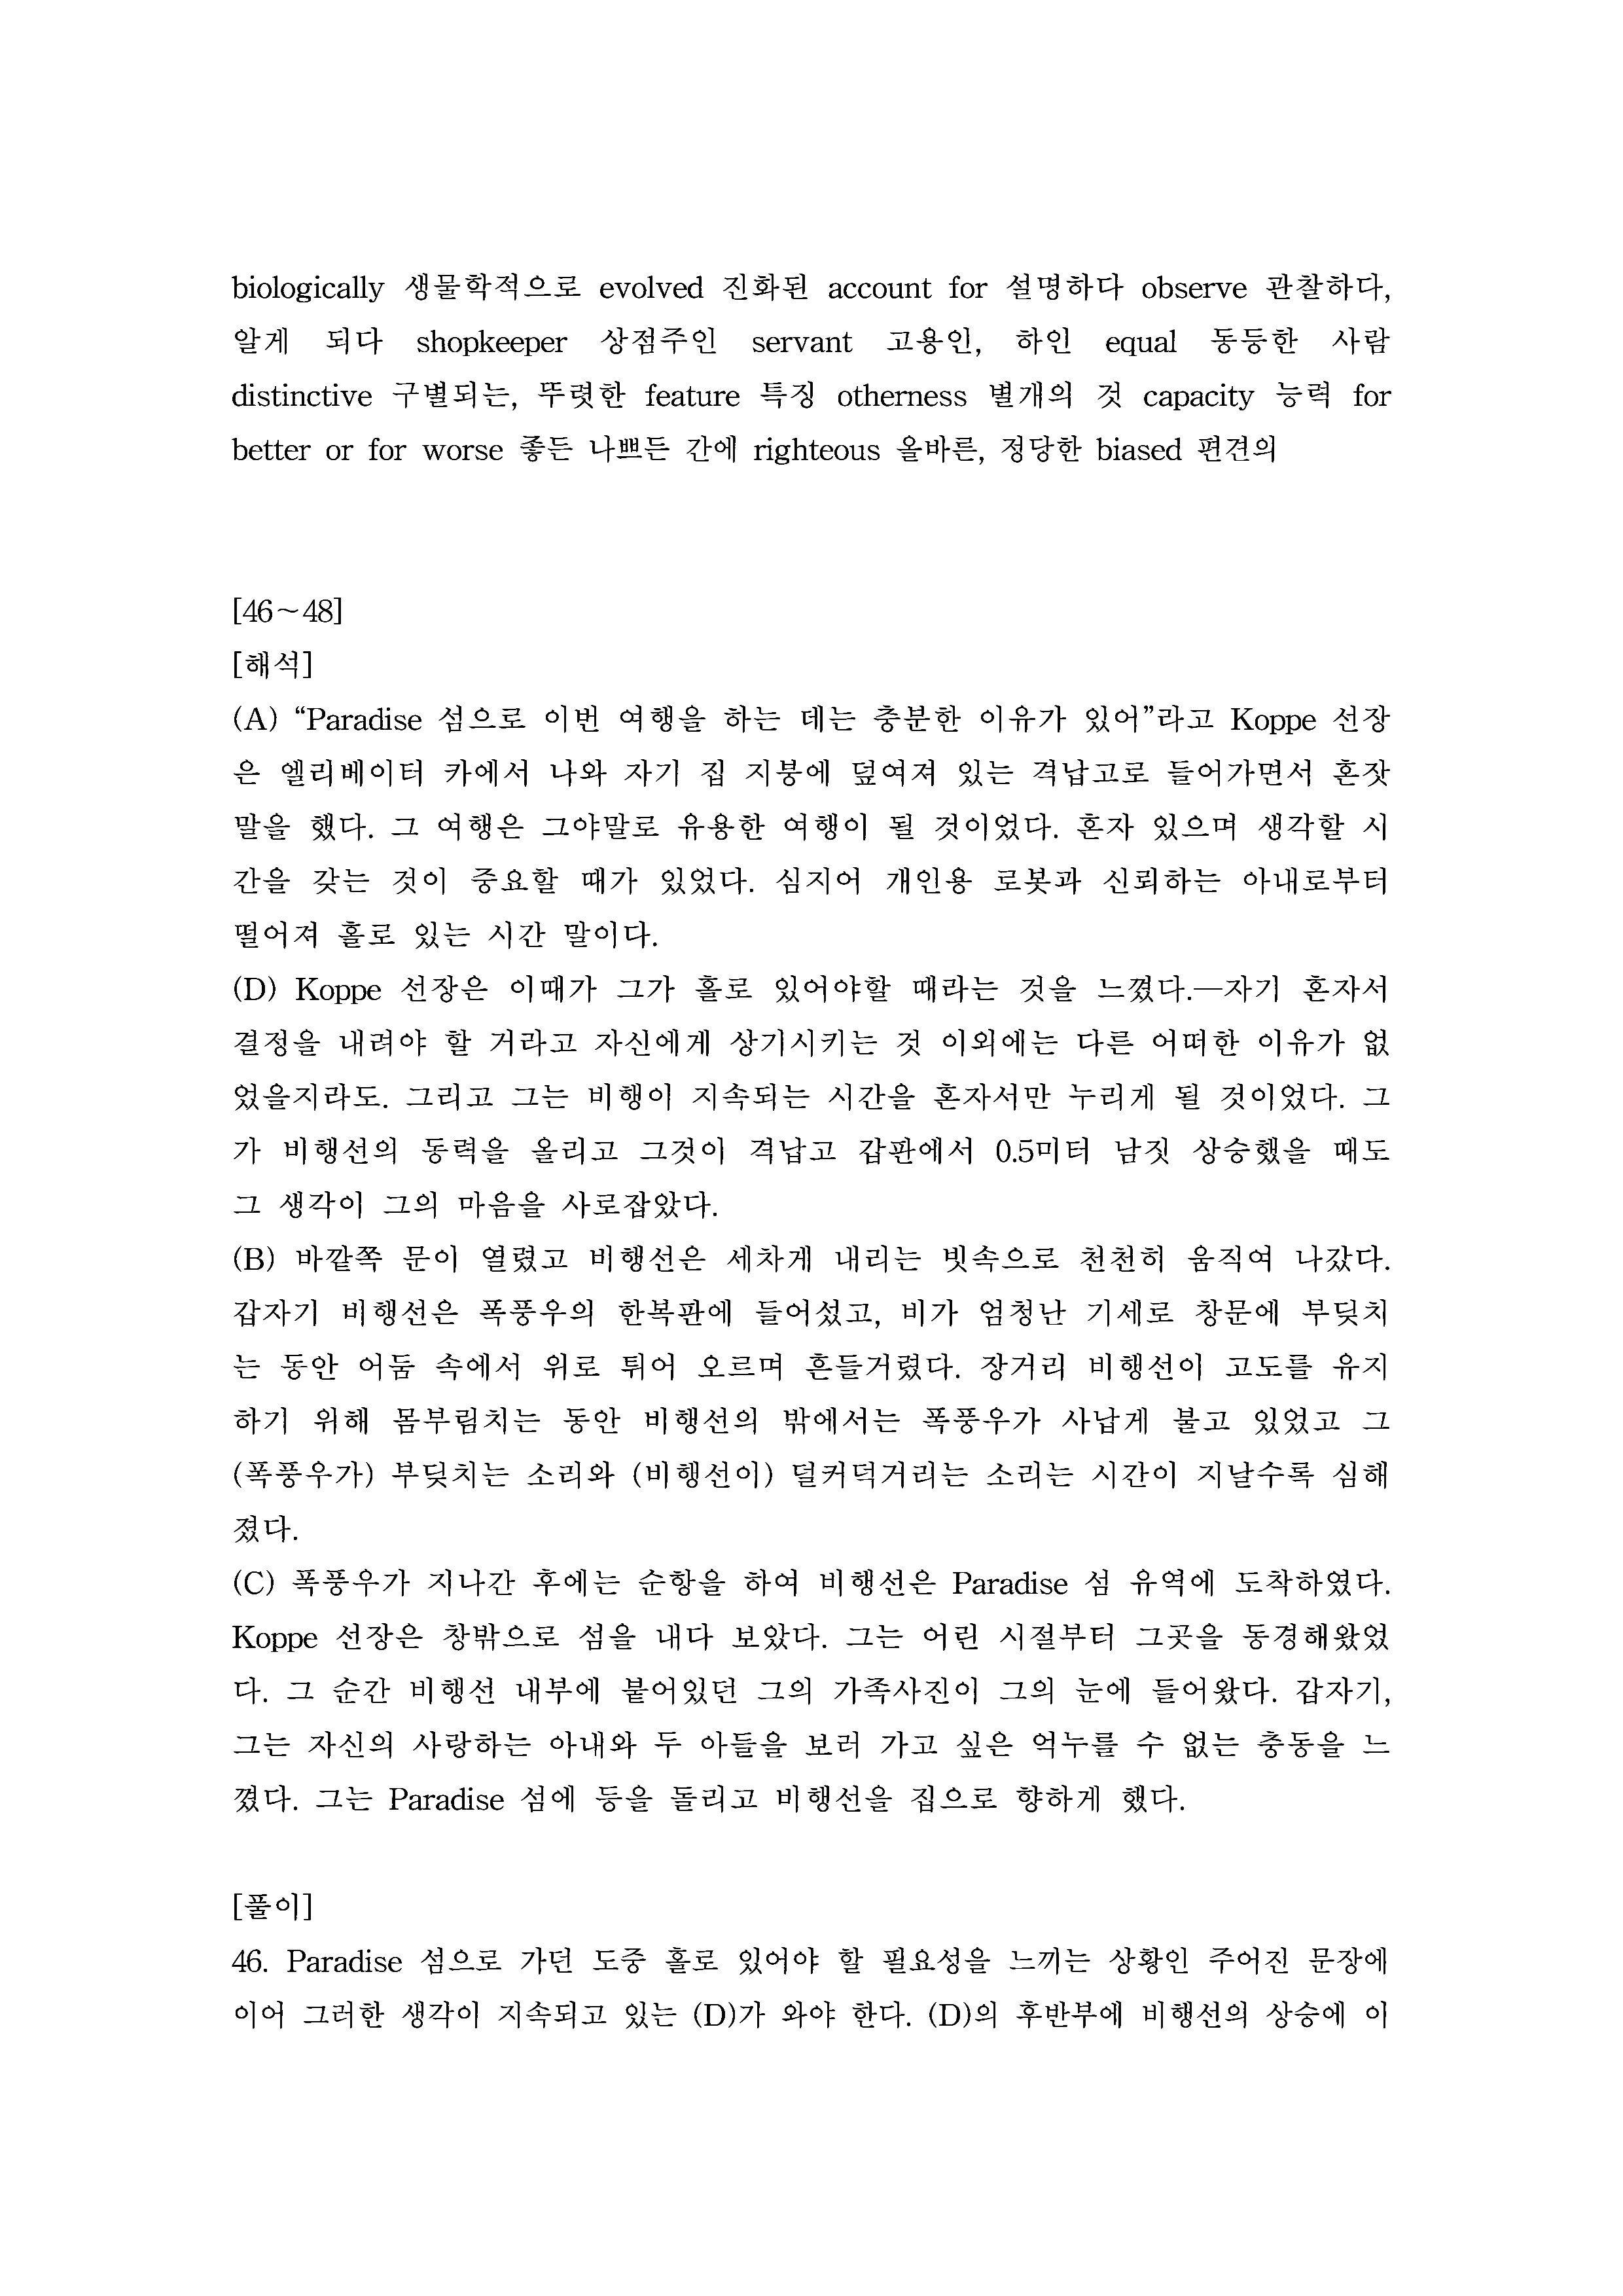 biologically 생물학적으로 evolved 진화된 account for 설명하다 observe 관찰하다,
알게 되다 shopkeeper 상점주인 servant 고용인, 하인 equal 동등한 사람
distinctive 구별되는, 뚜렷한 feature 특징 otherness 별개의 것 capacity 능력 for
better or for worse 좋든 나쁘든 간에 righteous 올바른, 정당한 biased 편견의
[46~48]
[해석]
(A) “Paradise 섬으로 이번 여행을 하는 데는 충분한 이유가 있어”라고 Koppe 선장
은 엘리베이터 카에서 나와 자기 집 지붕에 덮여져 있는 격납고로 들어가면서 혼잣
말을 했다. 그 여행은 그야말로 유용한 여행이 될 것이었다. 혼자 있으며 생각할 시
간을 갖는 것이 중요할 때가 있었다. 심지어 개인용 로봇과 신뢰하는 아내로부터
떨어져 홀로 있는 시간 말이다.
(D) Koppe 선장은 이때가 그가 홀로 있어야할 때라는 것을 느꼈다.—자기 혼자서
결정을 내려야 할 거라고 자신에게 상기시키는 것 이외에는 다른 어떠한 이유가 없
었을지라도. 그리고 그는 비행이 지속되는 시간을 혼자서만 누리게 될 것이었다. 그
가 비행선의 동력을 올리고 그것이 격납고 갑판에서 0.5미터 남짓 상승했을 때도
그 생각이 그의 마음을 사로잡았다.
(B) 바깥쪽 문이 열렸고 비행선은 세차게 내리는 빗속으로 천천히 움직여 나갔다.
갑자기 비행선은 폭풍우의 한복판에 들어섰고, 비가 엄청난 기세로 창문에 부딪치
는 동안 어둠 속에서 위로 튀어 오르며 흔들거렸다. 장거리 비행선이 고도를 유지
하기 위해 몸부림치는 동안 비행선의 밖에서는 폭풍우가 사납게 불고 있었고 그
(폭풍우가) 부딪치는 소리와 (비행선이) 덜커덕거리는 소리는 시간이 지날수록 심해
졌다.
(C) 폭풍우가 지나간 후에는 순항을 하여 비행선은 Paradise 섬 유역에 도착하였다.
Koppe 선장은 창밖으로 섬을 내다 보았다. 그는 어린 시절부터 그곳을 동경해왔었
다. 그 순간 비행선 내부에 붙어있던 그의 가족사진이 그의 눈에 들어왔다. 갑자기,
그는 자신의 사랑하는 아내와 두 아들을 보러 가고 싶은 억누를 수 없는 충동을 느
꼈다. 그는 Paradise 섬에 등을 돌리고 비행선을 집으로 향하게 했다.
[풀이]
46. Paradise 섬으로 가던 도중 홀로 있어야 할 필요성을 느끼는 상황인 주어진 문장에
이어 그러한 생각이 지속되고 있는 (D)가 와야 한다. (D)의 후반부에 비행선의 상승에 이